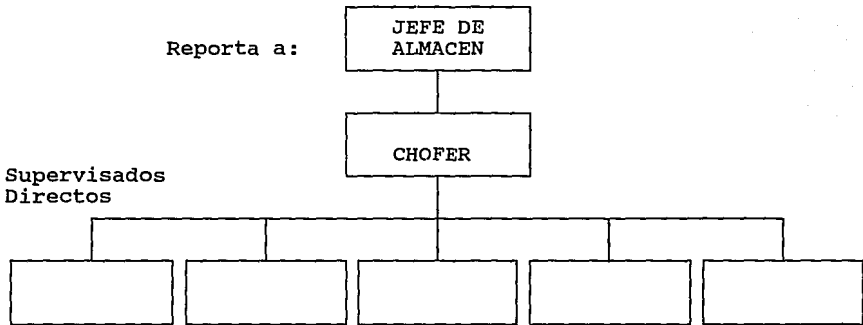 JEFE DE
Reporta a: ALMACEN
CHOFER
Supervisados
Directos